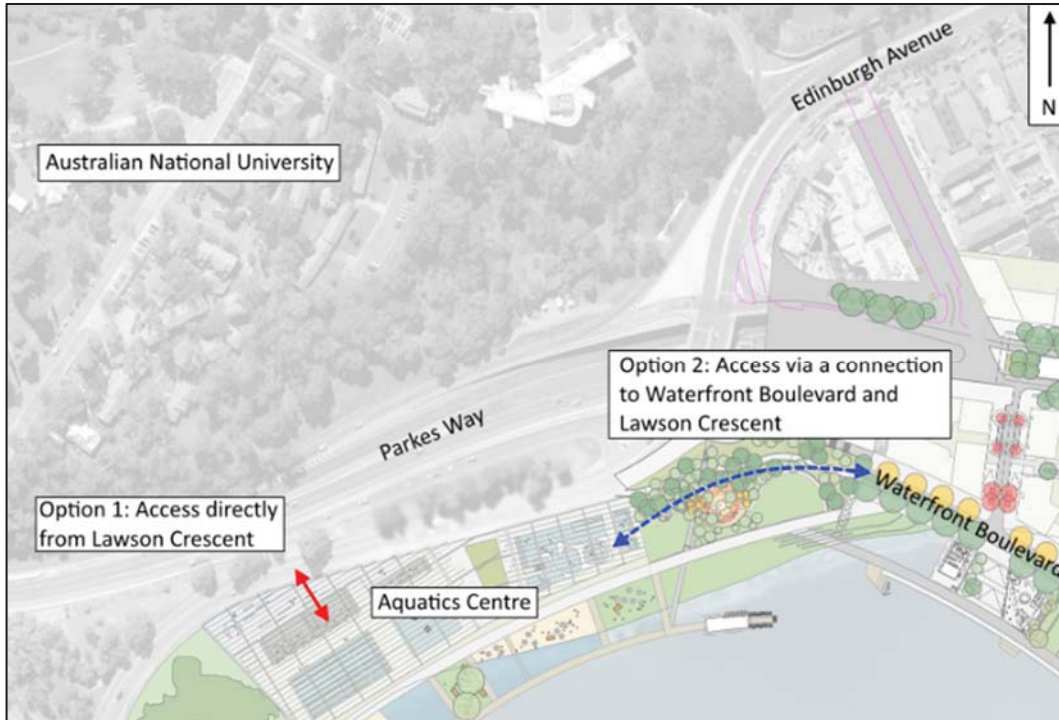 Edinburgh Avenue
N
Australian National University
Option 2: Access via a connection
to Waterfront Boulevard and
Lawson Crescent
Parkes Way
Waterfront Boulevard
Option 1: Access directly
from Lawson Crescent
Aquatics Centre